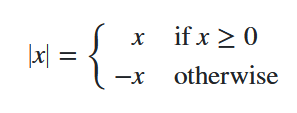 |x| = { x if x ≥ 0
−x otherwise